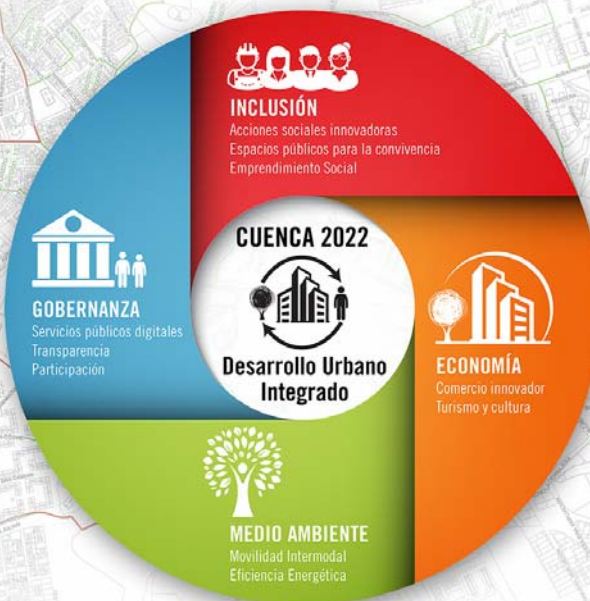 INCLUSIÓN
Acciones sociales innovadoras
Espacios públicos para la convivencia
Emprendimiento Social
GOBERNANZA
Servicios públicos digitales
Transparencia
Participación
CUENCA 2022
Desarrollo Urbano
Integrado
ECONOMÍA
Comercio innovador
Turismo y cultura
MEDIO AMBIENTE
Movilidad Intermodal
Eficiencia Energética